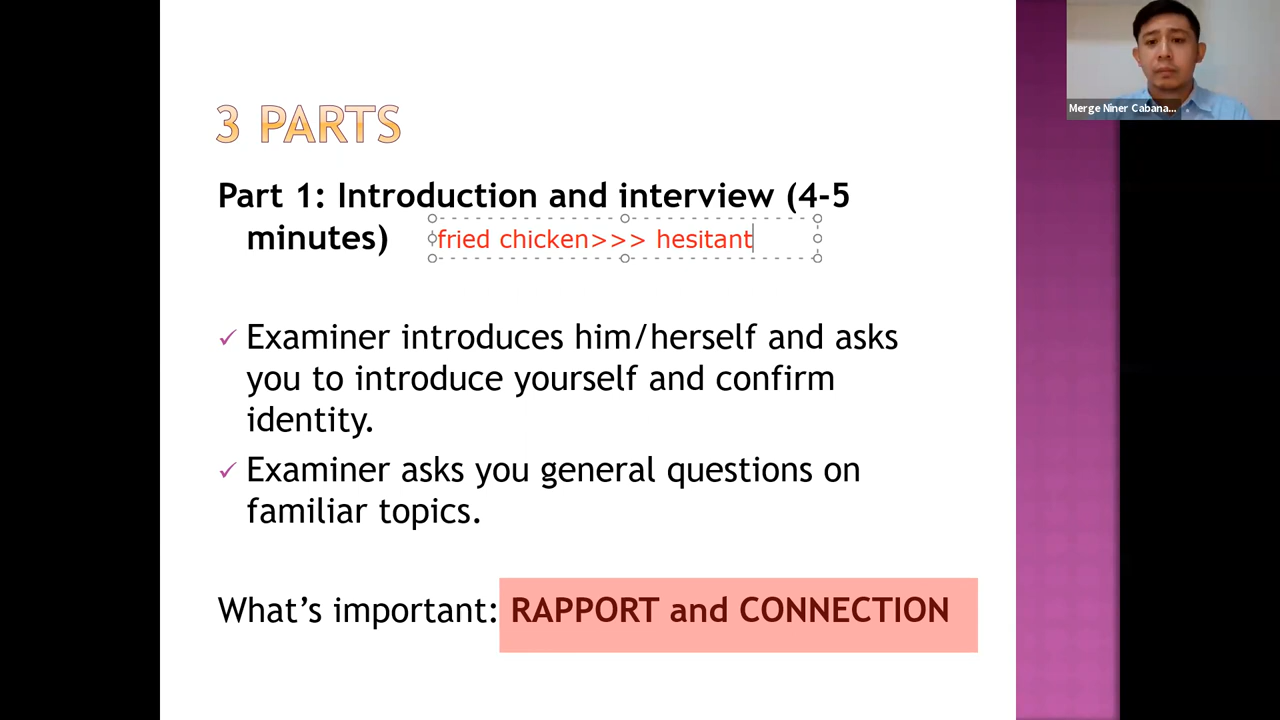 Merge Niner Cabana...
3 PARTS
Part 1: Introduction and interview (4-5
minutes)
fried chicken>>> hesitant
✓ Examiner introduces him/herself and asks
you to introduce yourself and confirm
identity.
✓ Examiner asks you general questions on
familiar topics.
What's important: RAPPORT and CONNECTION